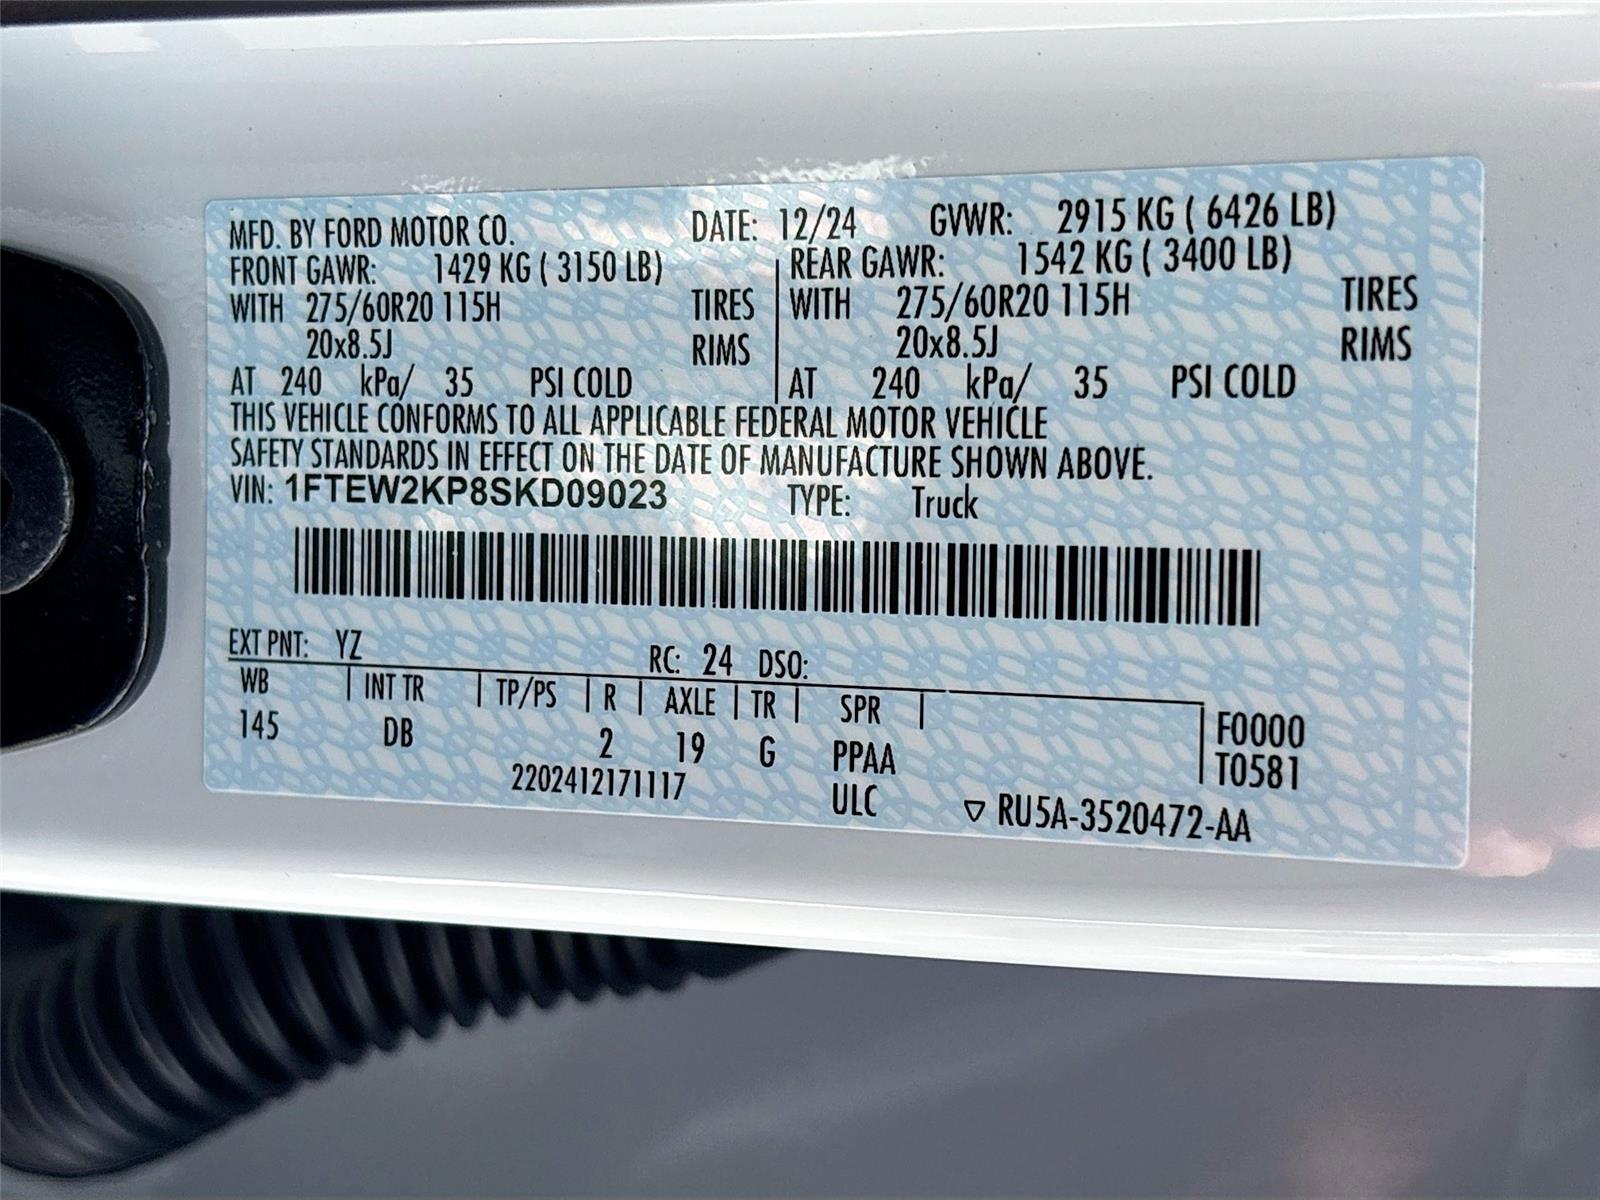 MFD. BY FORD MOTOR CO. DATE: 12/24 GVWR: 2915 KG ( 6426 LB)
FRONT GAWR: 1429 KG ( 3150 LB) REAR GAWR: 1542 KG ( 3400 LB)
WITH 275/60R20 115H TIRES WITH 275/60R20 115H TIRES
20x8.5J RIMS 20x8.5J RIMS
AT 240 kPa/ 35 PSI COLD AT 240 kPa/ 35 PSI COLD
THIS VEHICLE CONFORMS TO ALL APPLICABLE FEDERAL MOTOR VEHICLE
SAFETY STANDARDS IN EFFECT ON THE DATE OF MANUFACTURE SHOWN ABOVE.
VIN: 1FTEW2KP8SKD09023 TYPE: Truck
EXT PNT: YZ RC: 24 DSO:
WB INT TR TP/PS R AXLE TR SPR F0000
145 DB 2 19 G PPAA T0581
2202412171117 ULC ▽ RU5A-3520472-AA